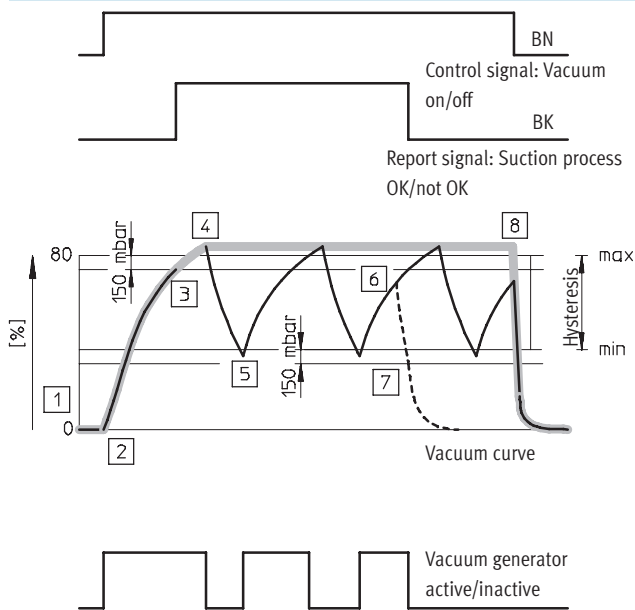 BN
Control signal: Vacuum
on/off
BK
Report signal: Suction process
OK/not OK
4
8
80
150 mbar
3
6
max
[%]
Hysteresis
5
150 mbar
min
7
1
0
2
Vacuum curve
Vacuum generator
active/inactive